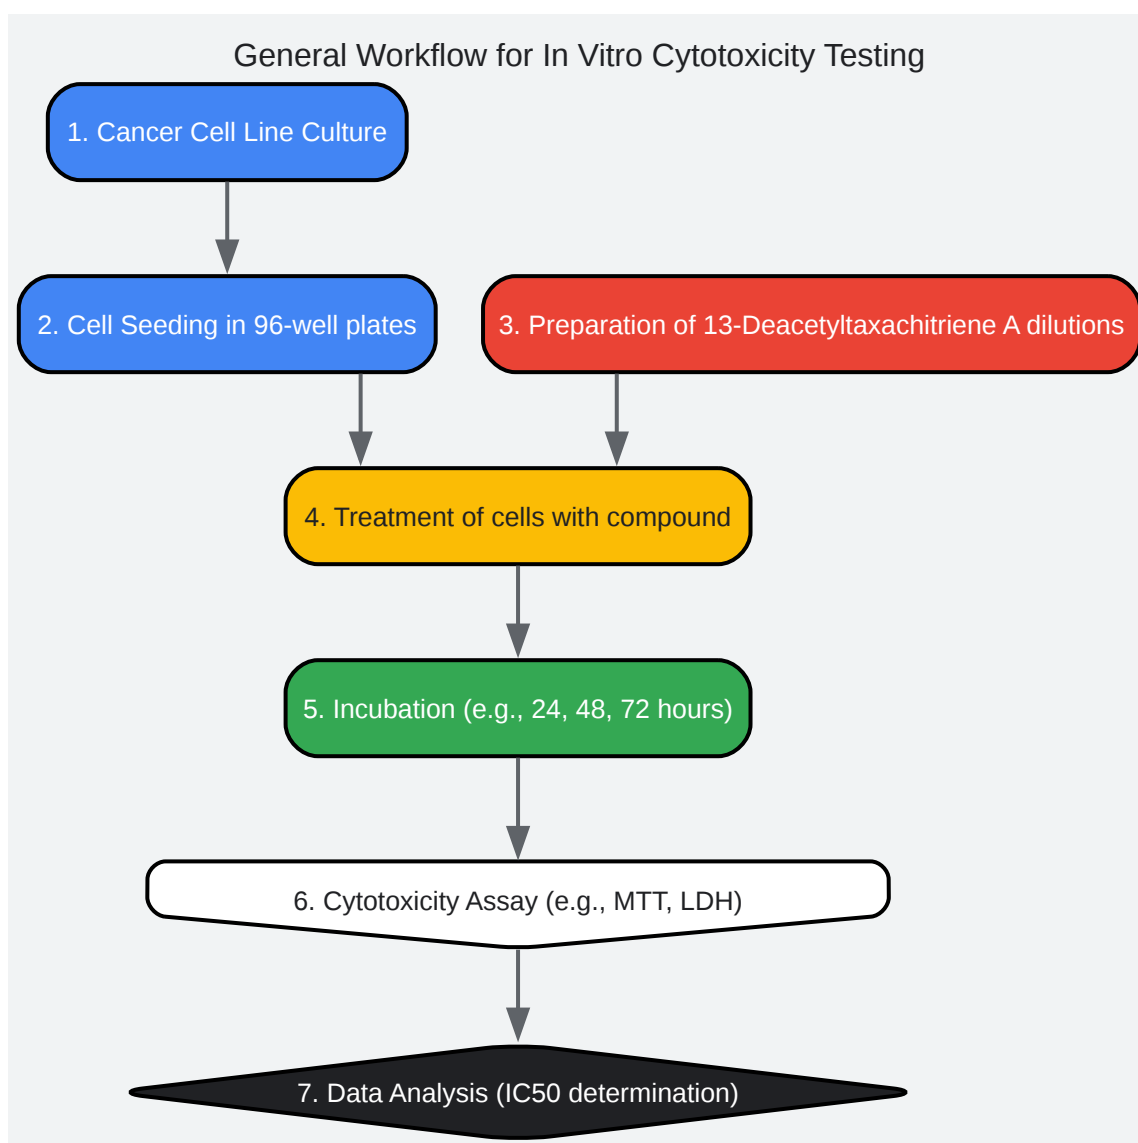 General Workflow for In Vitro Cytotoxicity Testing
1. Cancer Cell Line Culture
2. Cell Seeding in 96-well plates
3. Preparation of 13-Deacetyltaxachitriene A dilutions
4. Treatment of cells with compound
5. Incubation (e.g., 24, 48, 72 hours)
6. Cytotoxicity Assay (e.g., MTT, LDH)
7. Data Analysis (IC50 determination)